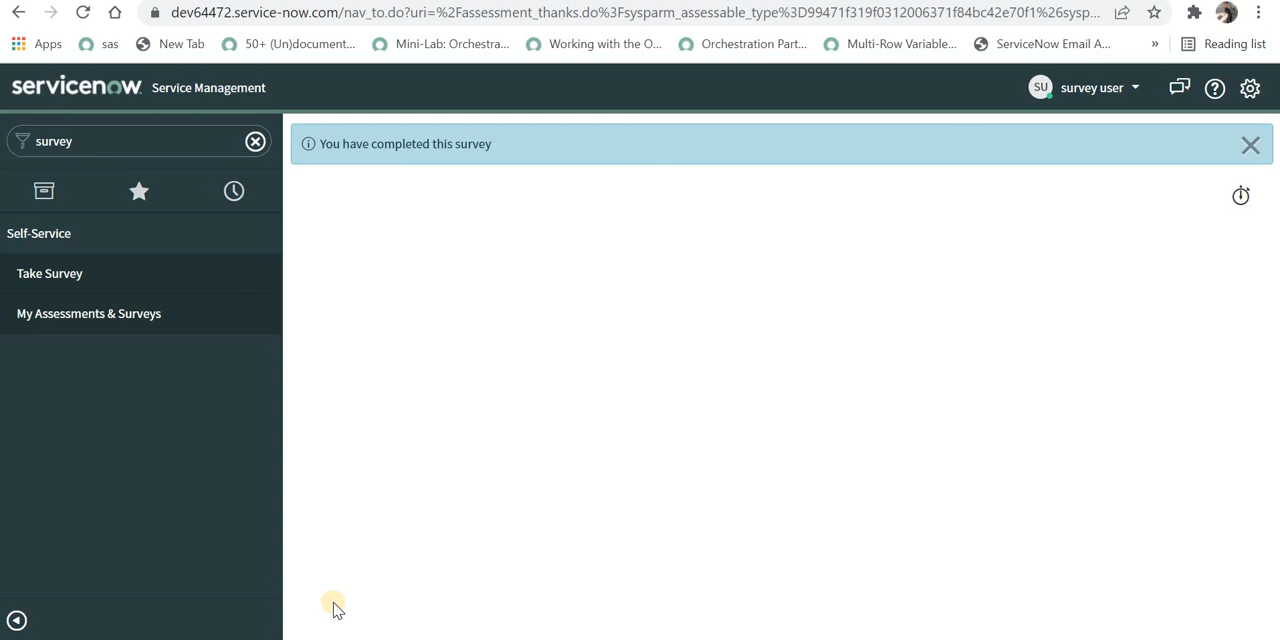 dev64472.service-now.com/nav_to.do?uri=%2Fassessment_thanks.do%3Fsysparm_assessable_type%3D99471f319f0312006371f84bc42e70f1%26sysp...
Apps sas New Tab 50+ (Un)document... Mini-Lab: Orchestra... Working with the O... Orchestration Part... Multi-Row Variable... ServiceNow Email A... » Reading list
servicenow Service Management SU survey user
survey
You have completed this survey
Self-Service
Take Survey
My Assessments & Surveys